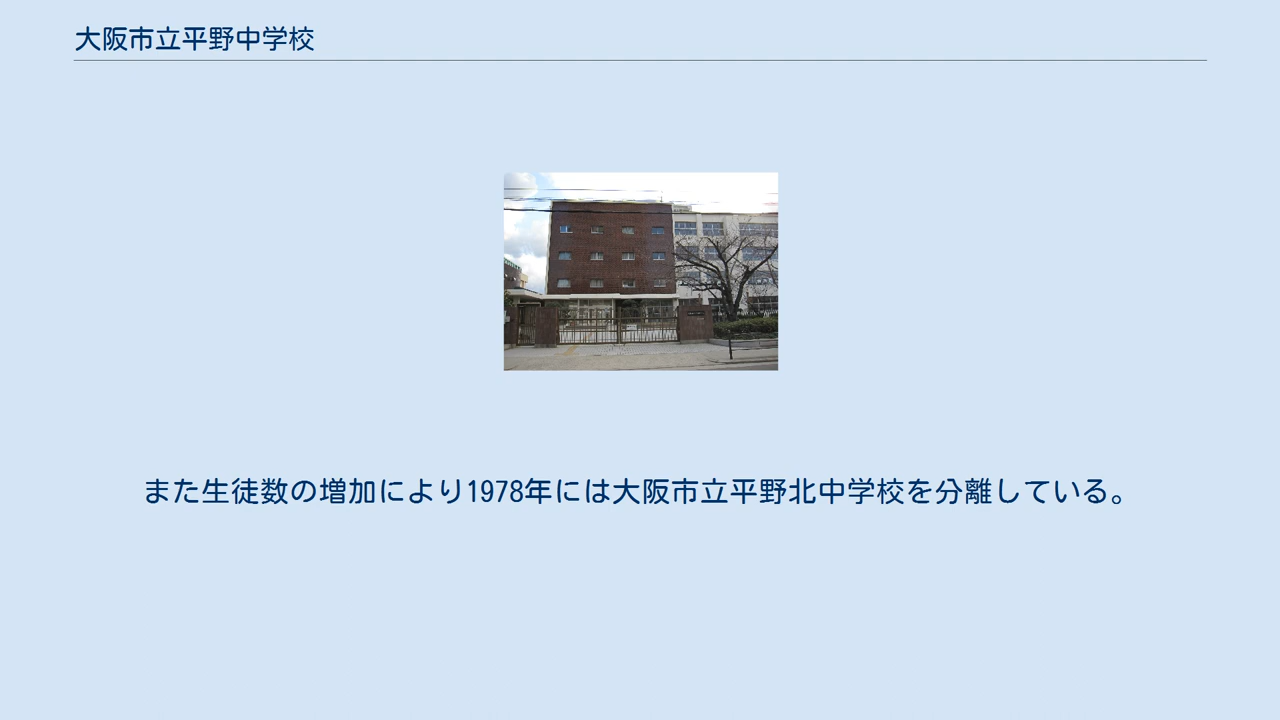 大阪市立平野中学校
また生徒数の増加により1978年には大阪市立平野北中学校を分離している。